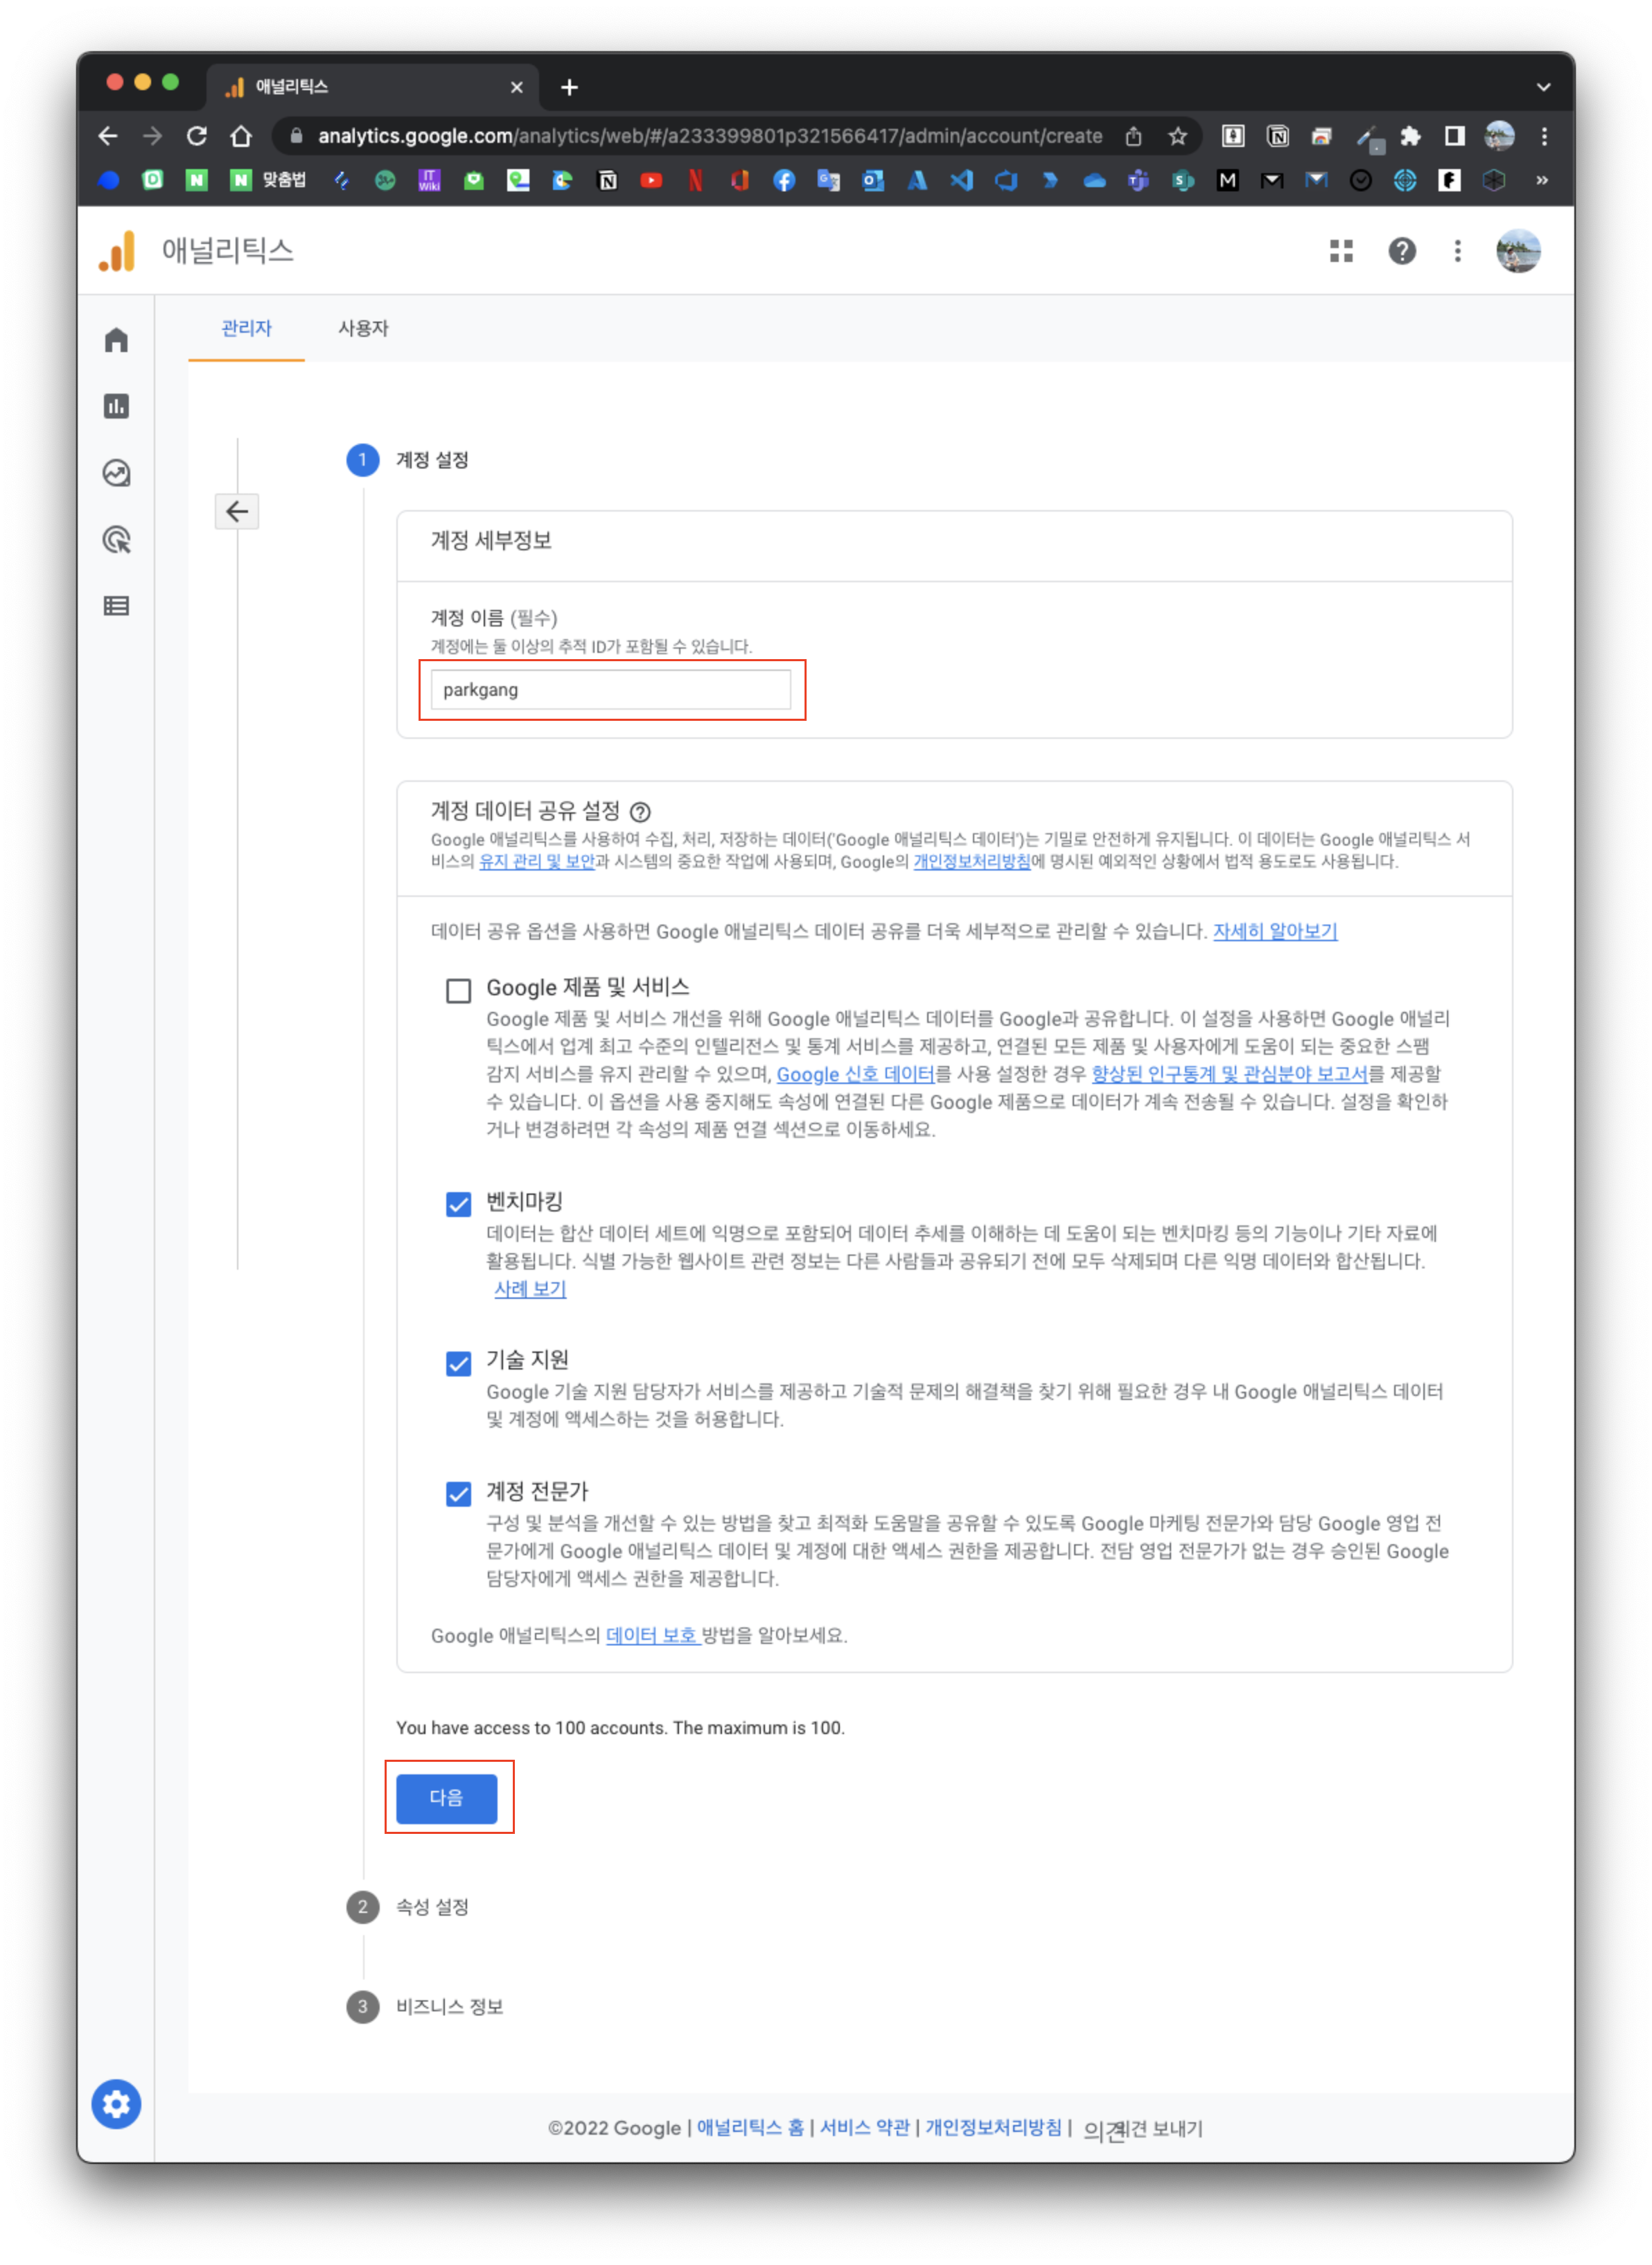 애널리틱스
analytics.google.com/analytics/web/#/a233399801p321566417/admin/account/create
맞춤법
IT Wiki
애널리틱스
관리자 사용자
1 계정 설정
계정 세부정보
계정 이름 (필수)
계정에는 둘 이상의 추적 ID가 포함될 수 있습니다.
parkgang
계정 데이터 공유 설정
Google 애널리틱스를 사용하여 수집, 처리, 저장하는 데이터('Google 애널리틱스 데이터')는 기밀로 안전하게 유지됩니다. 이 데이터는 Google 애널리틱스 서
비스의 유지 관리 및 보안과 시스템의 중요한 작업에 사용되며, Google의 개인정보처리방침에 명시된 예외적인 상황에서 법적 용도로도 사용됩니다.
데이터 공유 옵션을 사용하면 Google 애널리틱스 데이터 공유를 더욱 세부적으로 관리할 수 있습니다. 자세히 알아보기
Google 제품 및 서비스
Google 제품 및 서비스 개선을 위해 Google 애널리틱스 데이터를 Google과 공유합니다. 이 설정을 사용하면 Google 애널리
틱스에서 업계 최고 수준의 인텔리전스 및 통계 서비스를 제공하고, 연결된 모든 제품 및 사용자에게 도움이 되는 중요한 스팸
감지 서비스를 유지 관리할 수 있으며, Google 신호 데이터를 사용 설정한 경우 향상된 인구통계 및 관심분야 보고서를 제공할
수 있습니다. 이 옵션을 사용 중지해도 속성에 연결된 다른 Google 제품으로 데이터가 계속 전송될 수 있습니다. 설정을 확인하
거나 변경하려면 각 속성의 제품 연결 섹션으로 이동하세요.
벤치마킹
데이터는 합산 데이터 세트에 익명으로 포함되어 데이터 추세를 이해하는 데 도움이 되는 벤치마킹 등의 기능이나 기타 자료에
활용됩니다. 식별 가능한 웹사이트 관련 정보는 다른 사람들과 공유되기 전에 모두 삭제되며 다른 익명 데이터와 합산됩니다.
사례 보기
기술 지원
Google 기술 지원 담당자가 서비스를 제공하고 기술적 문제의 해결책을 찾기 위해 필요한 경우 내 Google 애널리틱스 데이터
및 계정에 액세스하는 것을 허용합니다.
계정 전문가
구성 및 분석을 개선할 수 있는 방법을 찾고 최적화 도움말을 공유할 수 있도록 Google 마케팅 전문가와 담당 Google 영업 전
문가에게 Google 애널리틱스 데이터 및 계정에 대한 액세스 권한을 제공합니다. 전담 영업 전문가가 없는 경우 승인된 Google
담당자에게 액세스 권한을 제공합니다.
Google 애널리틱스의 데이터 보호 방법을 알아보세요.
You have access to 100 accounts. The maximum is 100.
다음
2 속성 설정
3 비즈니스 정보
©2022 Google | 애널리틱스 홈 | 서비스 약관 | 개인정보처리방침 | 의견 의견 보내기